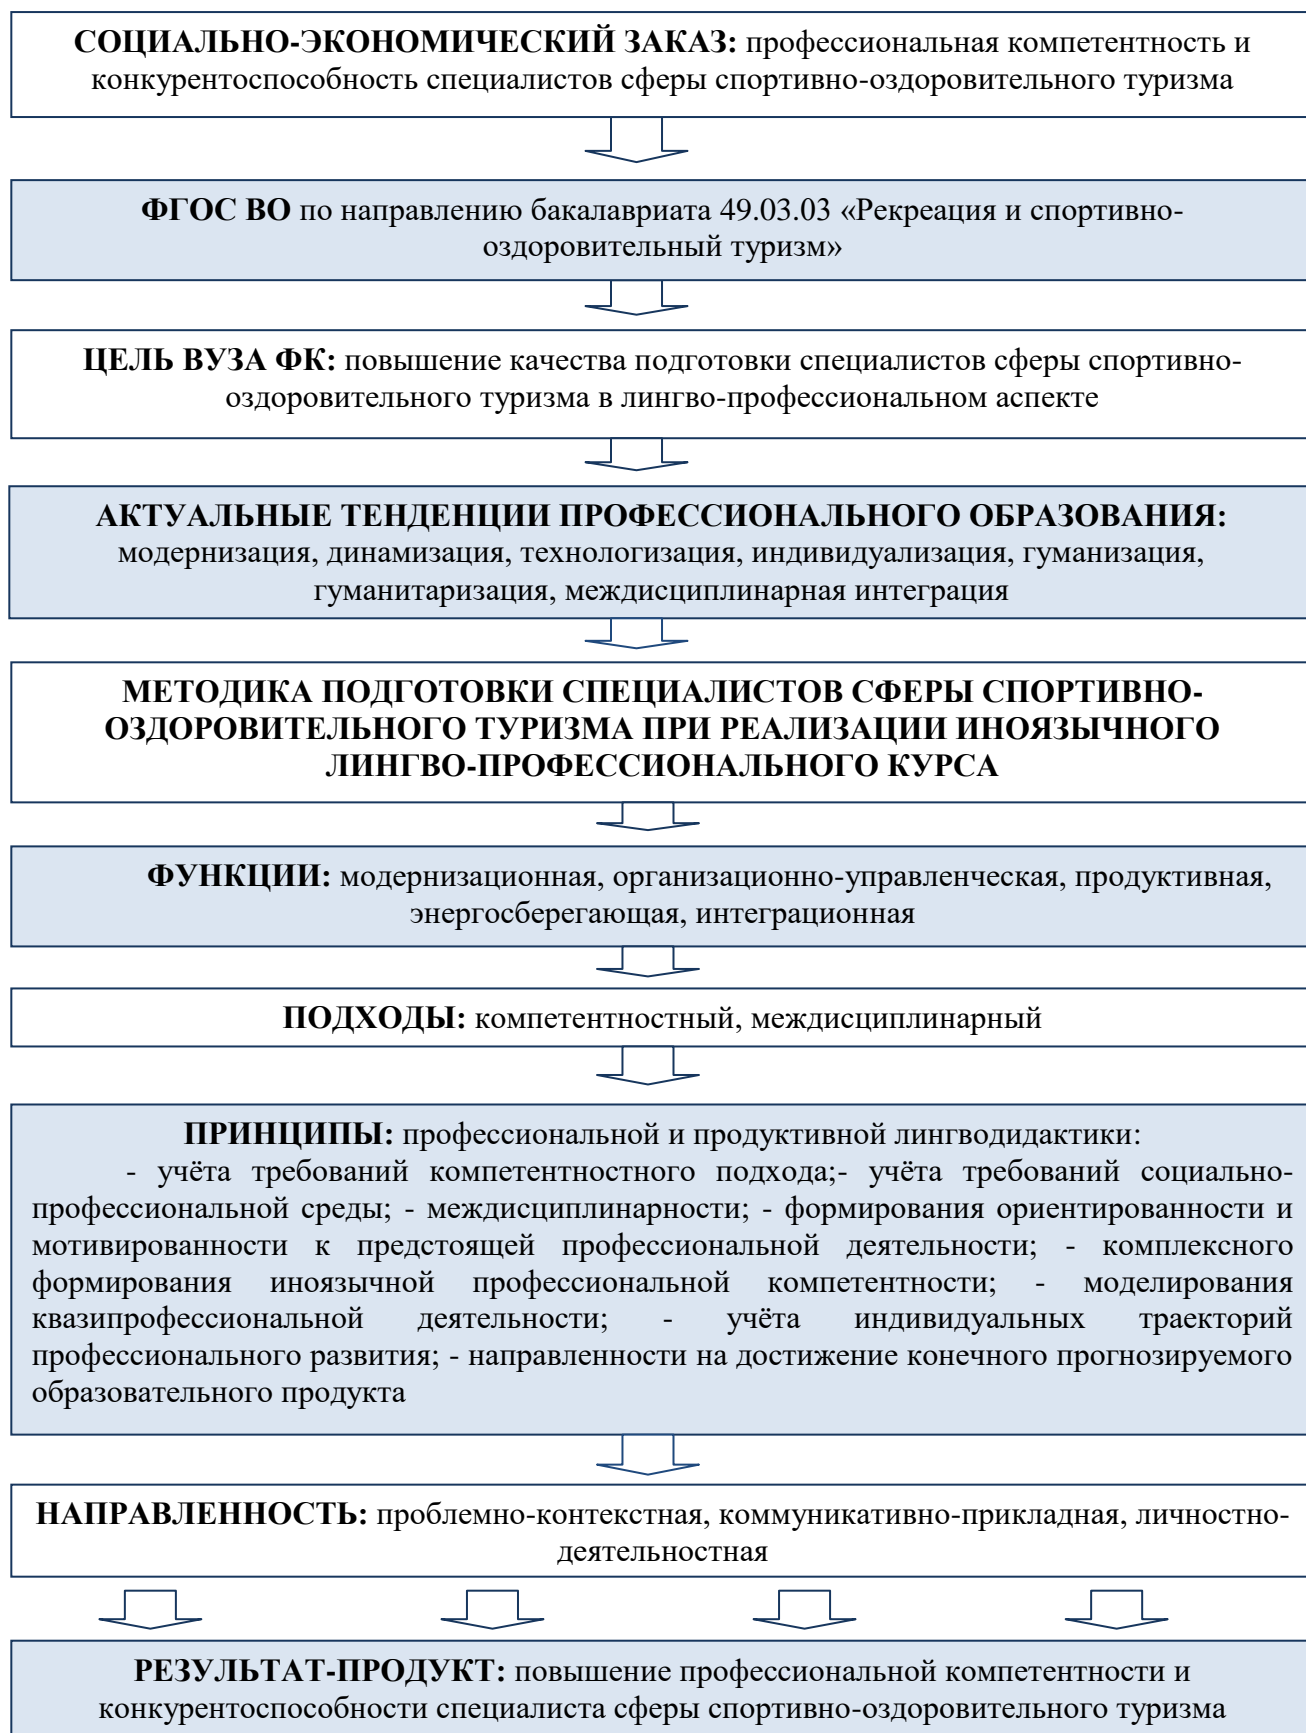 СОЦИАЛЬНО-ЭКОНОМИЧЕСКИЙ ЗАКАЗ: профессиональная компетентность и
конкурентоспособность специалистов сферы спортивно-оздоровительного туризма
ФГОС ВО по направлению бакалавриата 49.03.03 «Рекреация и спортивно-
оздоровительный туризм»
ЦЕЛЬ ВУЗА ФК: повышение качества подготовки специалистов сферы спортивно-
оздоровительного туризма в лингво-профессиональном аспекте
АКТУАЛЬНЫЕ ТЕНДЕНЦИИ ПРОФЕССИОНАЛЬНОГО ОБРАЗОВАНИЯ:
модернизация, динамизация, технологизация, индивидуализация, гуманизация,
гуманитаризация, междисциплинарная интеграция
МЕТОДИКА ПОДГОТОВКИ СПЕЦИАЛИСТОВ СФЕРЫ СПОРТИВНО-
ОЗДОРОВИТЕЛЬНОГО ТУРИЗМА ПРИ РЕАЛИЗАЦИИ ИНОЯЗЫЧНОГО
ЛИНГВО-ПРОФЕССИОНАЛЬНОГО КУРСА
ФУНКЦИИ: модернизационная, организационно-управленческая, продуктивная,
энергосберегающая, интеграционная
ПОДХОДЫ: компетентностный, междисциплинарный
ПРИНЦИПЫ: профессиональной и продуктивной лингводидактики:
- учёта требований компетентностного подхода;- учёта требований социально-
профессиональной среды; - междисциплинарности; - формирования ориентированности и
мотивированности к предстоящей профессиональной деятельности; - комплексного
формирования иноязычной профессиональной компетентности; - моделирования
квазипрофессиональной деятельности; - учёта индивидуальных траекторий
профессионального развития; - направленности на достижение конечного прогнозируемого
образовательного продукта
НАПРАВЛЕННОСТЬ: проблемно-контекстная, коммуникативно-прикладная, личностно-
деятельностная
РЕЗУЛЬТАТ-ПРОДУКТ: повышение профессиональной компетентности и
конкурентоспособности специалиста сферы спортивно-оздоровительного туризма